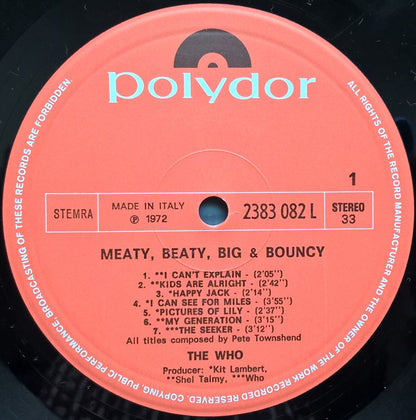 polydor
ALL RIGHTS OF THE RECORD MANUFACTURER AND THE OWNER OF THE WORK RESERVED. COPYING, PUBLIC PERFORMANCE, BROADCASTING OF THESE RECORDS ARE FORBIDDEN.
1
STEMRA
MADE IN ITALY
℗ 1972
2383 082 L
STEREO
33
MEATY, BEATY, BIG & BOUNCY
1. **I CAN'T EXPLAIN - (2'05'')
2. **KIDS ARE ALRIGHT - (2'42'')
3. *HAPPY JACK - (2'14'')
4. *I CAN SEE FOR MILES - (3'55'')
5. *PICTURES OF LILY - (2'37'')
6. **MY GENERATION - (3'15'')
7. ***THE SEEKER - (3'12'')
All titles composed by Pete Townshend
THE WHO
Producer: *Kit Lambert,
**Shel Talmy, ***Who